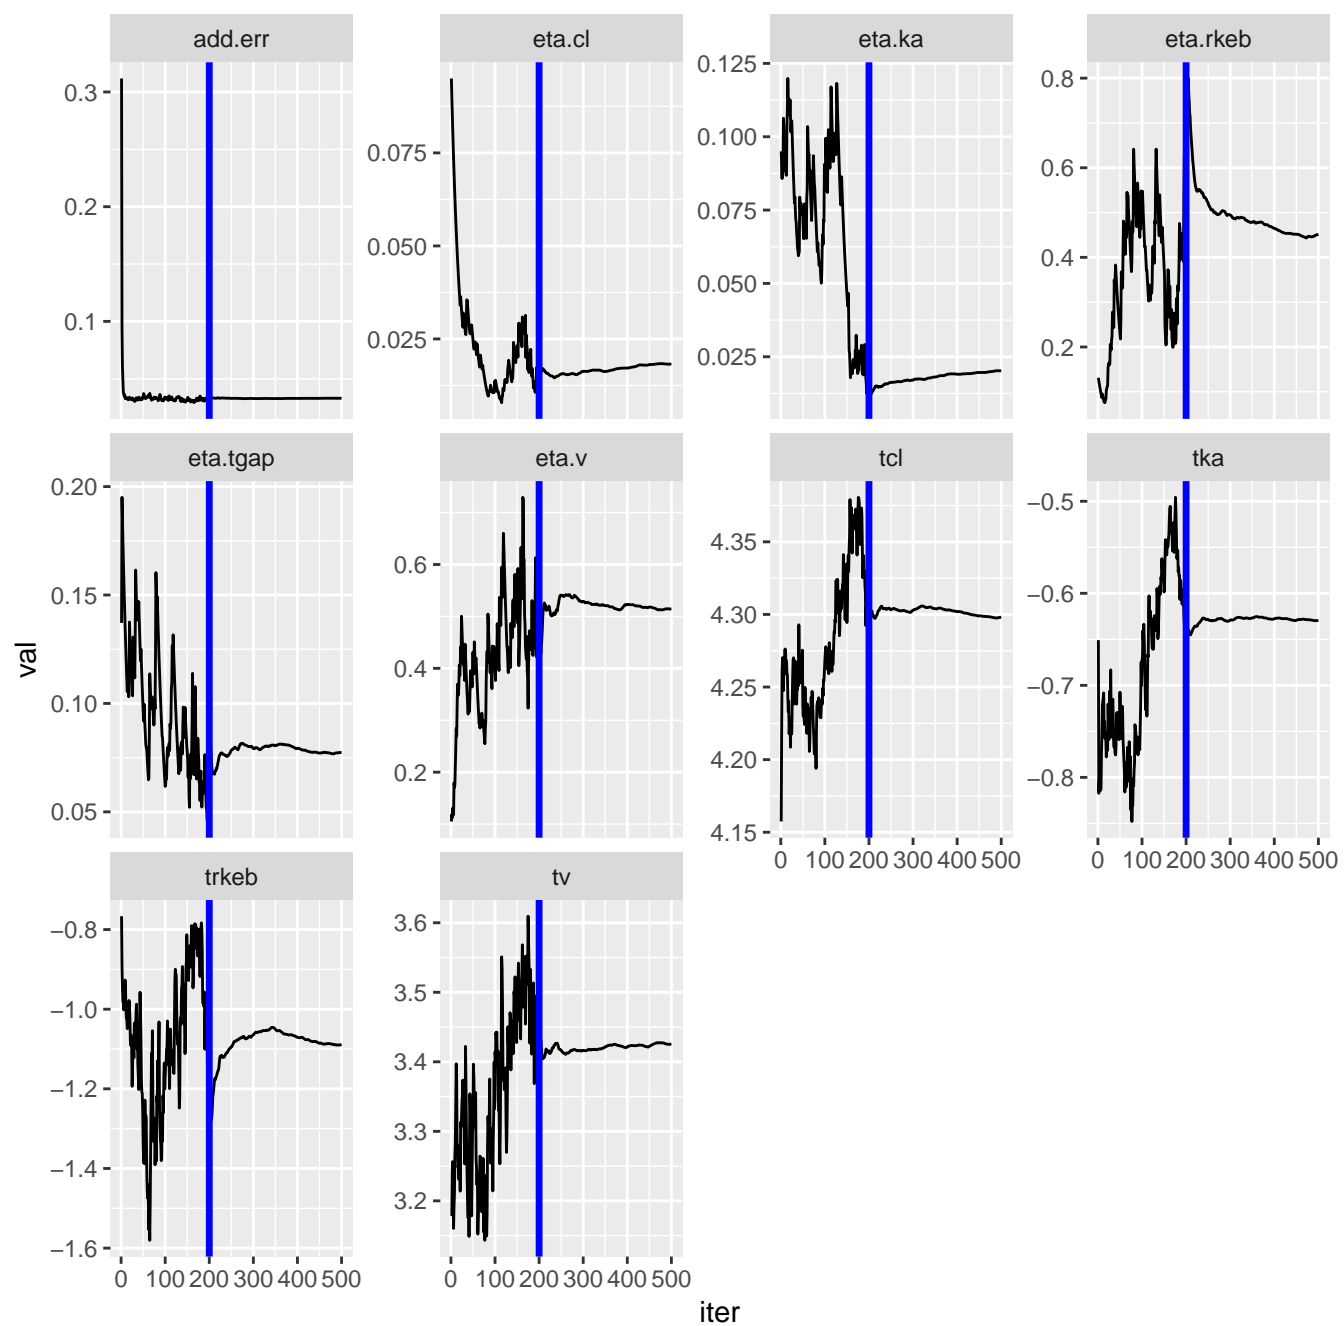 add.err eta.cl eta.ka eta.rkeb
0.3 0.2 0.1
0.075 0.050 0.025
0.125 0.100 0.075 0.050 0.025
0.8 0.6 0.4 0.2
eta.tgap eta.v tcl tka
0.20 0.15 0.10 0.05
0.6 0.4 0.2
4.35 4.30 4.25 4.20 4.15
−0.5 −0.6 −0.7 −0.8
0 100 200 300 400 500
0 100 200 300 400 500
val
trkeb tv
−0.8 −1.0 −1.2 −1.4 −1.6
3.6 3.5 3.4 3.3 3.2
0 100 200 300 400 500
0 100 200 300 400 500
iter